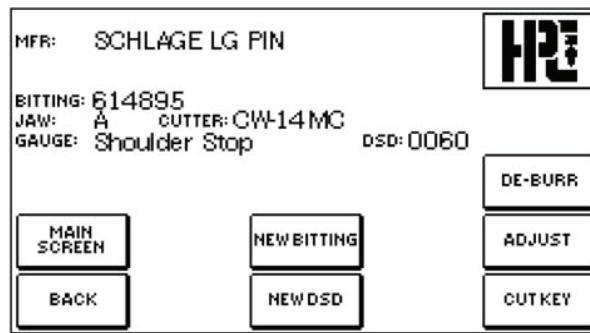 MFR: SCHLAGE LG PIN
HPC
BITTING: 614895
JAW: A CUTTER: CW-14 MC
GAUGE: Shoulder Stop DSD: 0060
DE-BURR
MAIN SCREEN
NEW BITTING
ADJUST
BACK
NEW DSD
CUT KEY